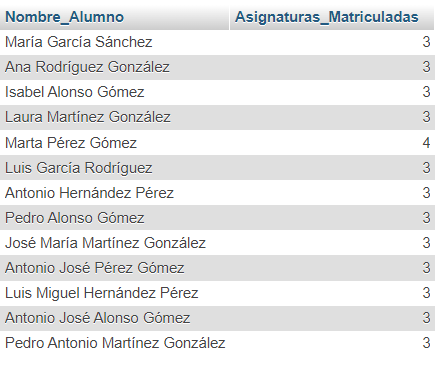 Nombre_Alumno Asignaturas_Matriculadas
María García Sánchez 3
Ana Rodríguez González 3
Isabel Alonso Gómez 3
Laura Martínez González 3
Marta Pérez Gómez 4
Luis García Rodríguez 3
Antonio Hernández Pérez 3
Pedro Alonso Gómez 3
José María Martínez González 3
Antonio José Pérez Gómez 3
Luis Miguel Hernández Pérez 3
Antonio José Alonso Gómez 3
Pedro Antonio Martínez González 3